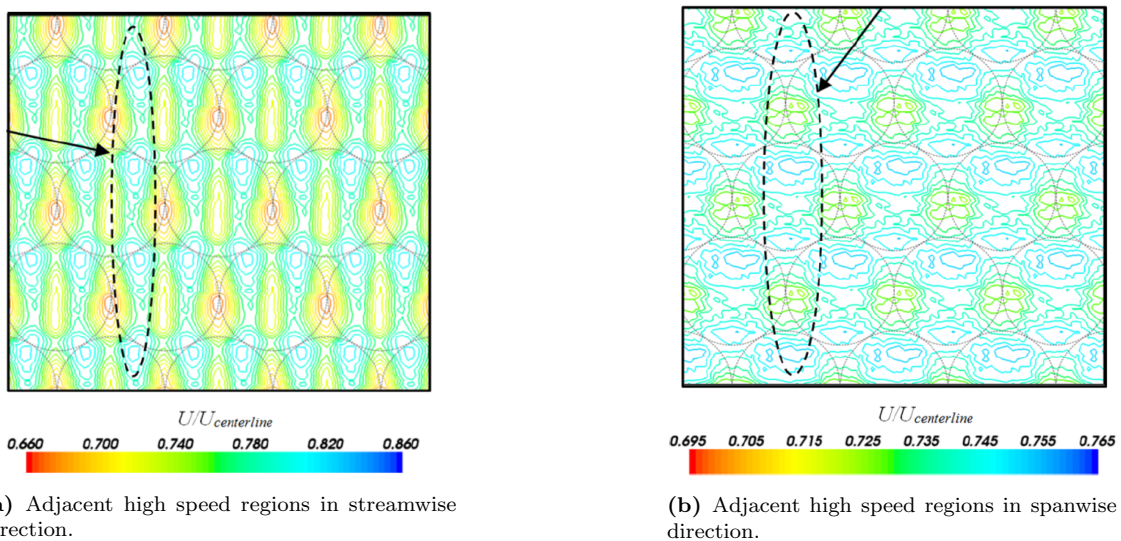 U/U centerline
0.660 0.700 0.740 0.780 0.820 0.860
) Adjacent high speed regions in streamwise
rection.
U/U centerline
0.695 0.705 0.715 0.725 0.735 0.745 0.755 0.765
(b) Adjacent high speed regions in spanwise
direction.